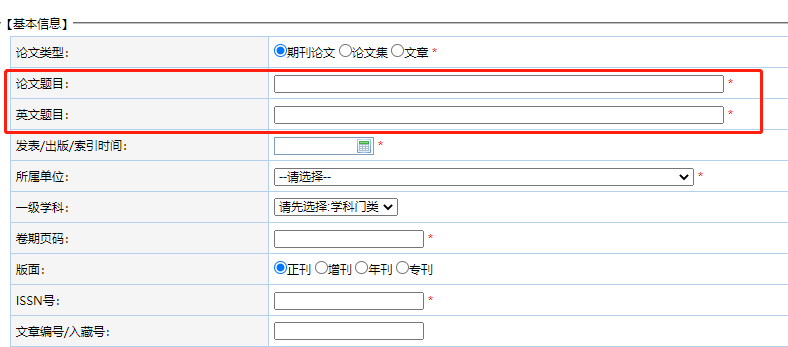 【基本信息】
论文类型: 期刊论文 论文集 文章 *
论文题目: *
英文题目: *
发表/出版/索引时间: *
所属单位: --请选择-- *
一级学科: 请先选择:学科门类
卷期页码: *
版面: 正刊 增刊 年刊 专刊
ISSN号: *
文章编号/入藏号: